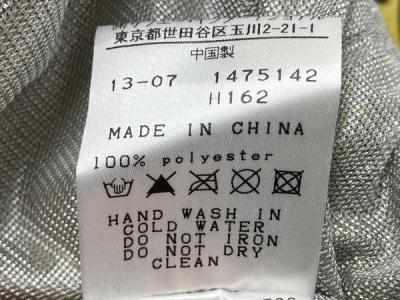 東京都世田谷区玉川2-21-1
中国製
13-07 1475142
H162
MADE IN CHINA
100% polyester
HAND WASH IN
COLD WATER
DO NOT IRON
DO NOT DRY
CLEAN